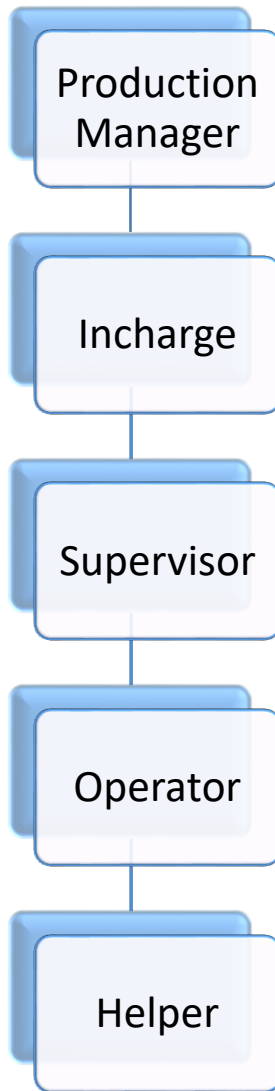 Production
Manager
Incharge
Supervisor
Operator
Helper